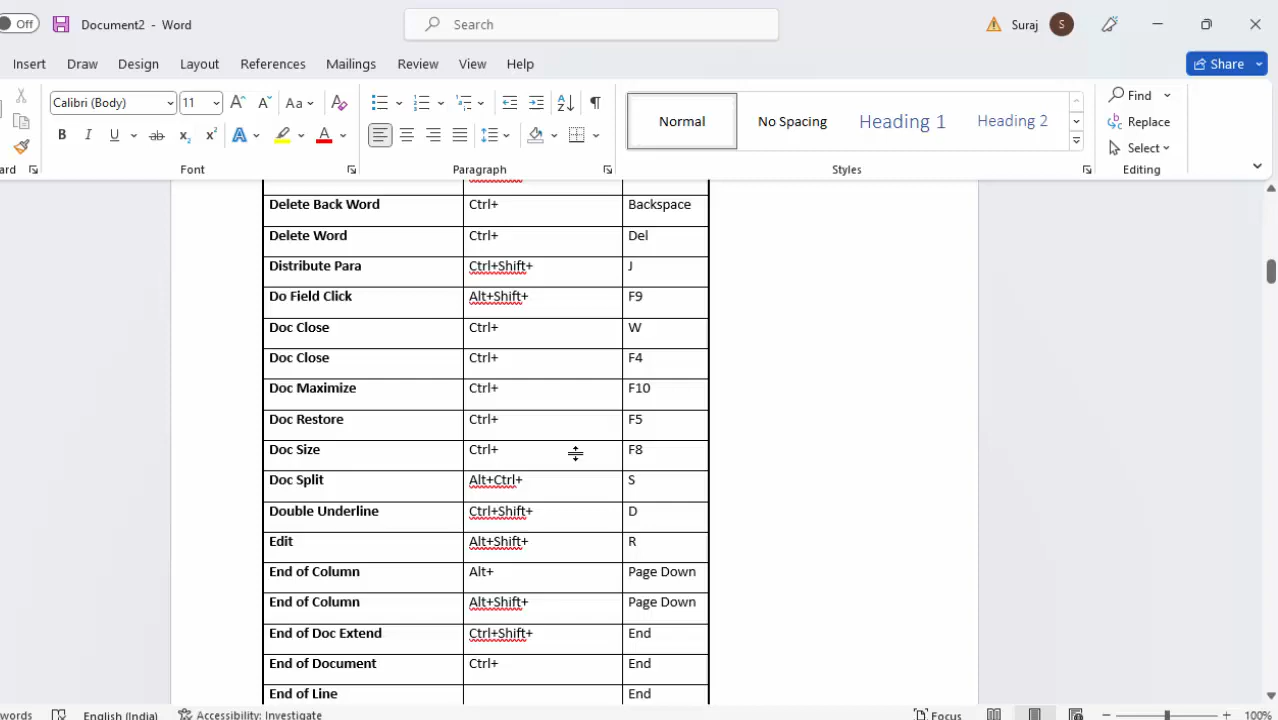 Off Document2 - Word Search Suraj S
Insert Draw Design Layout References Mailings Review View Help Share
Calibri (Body) 11 Aa Normal No Spacing Heading 1 Heading 2 Find
B I U ab x₂ x² A A Replace
Select
ard Font Paragraph Styles Editing
Delete Back Word Ctrl+ Backspace
Delete Word Ctrl+ Del
Distribute Para Ctrl+Shift+ J
Do Field Click Alt+Shift+ F9
Doc Close Ctrl+ W
Doc Close Ctrl+ F4
Doc Maximize Ctrl+ F10
Doc Restore Ctrl+ F5
Doc Size Ctrl+ F8
Doc Split Alt+Ctrl+ S
Double Underline Ctrl+Shift+ D
Edit Alt+Shift+ R
End of Column Alt+ Page Down
End of Column Alt+Shift+ Page Down
End of Doc Extend Ctrl+Shift+ End
End of Document Ctrl+ End
End of Line End
words English (India) Accessibility: Investigate Focus 100%